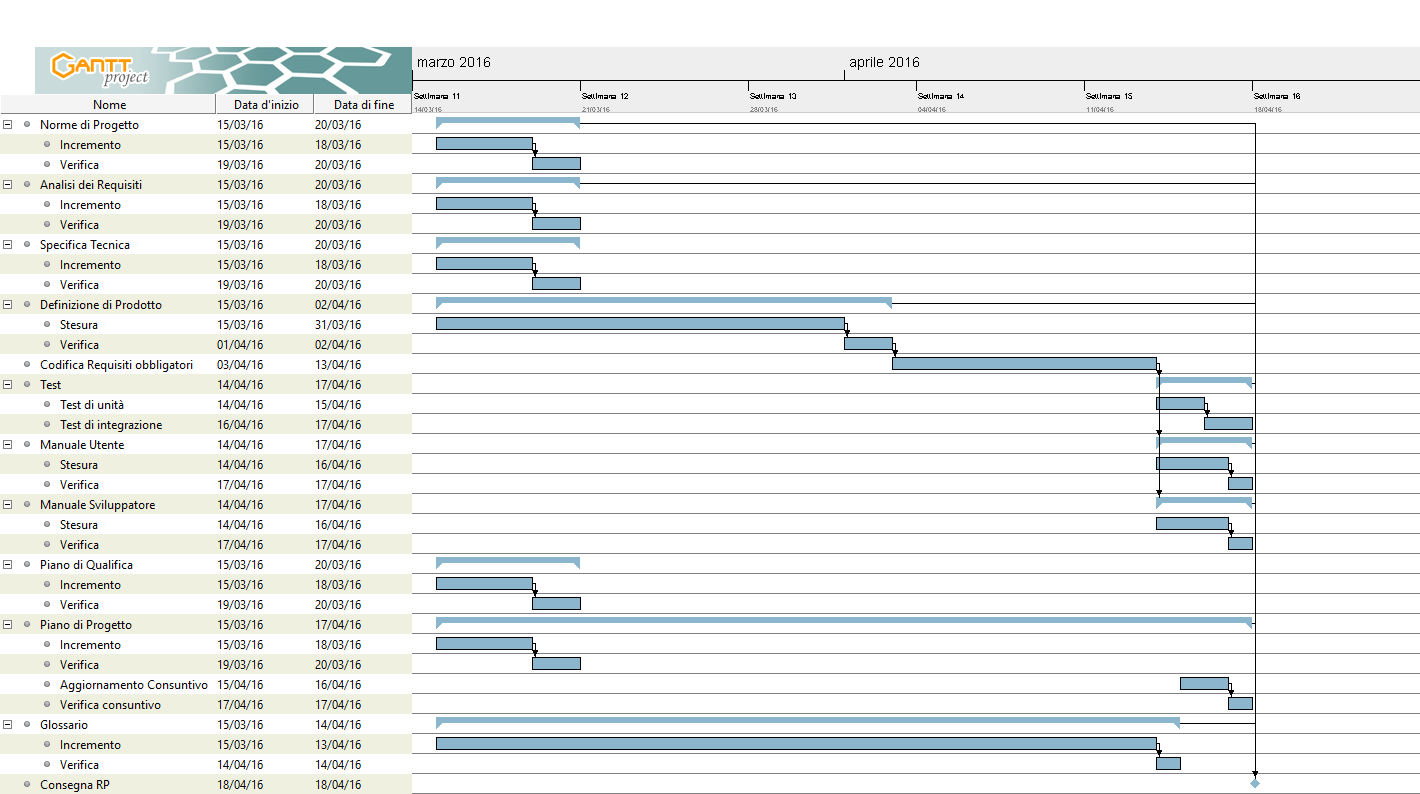 GANTT project
marzo 2016 aprile 2016
Settimana 11 Settimana 12 Settimana 13 Settimana 14 Settimana 15 Settimana 16
Nome Data d'inizio Data di fine 14/03/16 21/03/16 28/03/16 04/04/16 11/04/16 18/04/16
Norme di Progetto 15/03/16 20/03/16
Incremento 15/03/16 18/03/16
Verifica 19/03/16 20/03/16
Analisi dei Requisiti 15/03/16 20/03/16
Incremento 15/03/16 18/03/16
Verifica 19/03/16 20/03/16
Specifica Tecnica 15/03/16 20/03/16
Incremento 15/03/16 18/03/16
Verifica 19/03/16 20/03/16
Definizione di Prodotto 15/03/16 02/04/16
Stesura 15/03/16 31/03/16
Verifica 01/04/16 02/04/16
Codifica Requisiti obbligatori 03/04/16 13/04/16
Test 14/04/16 17/04/16
Test di unità 14/04/16 15/04/16
Test di integrazione 16/04/16 17/04/16
Manuale Utente 14/04/16 17/04/16
Stesura 14/04/16 16/04/16
Verifica 17/04/16 17/04/16
Manuale Sviluppatore 14/04/16 17/04/16
Stesura 14/04/16 16/04/16
Verifica 17/04/16 17/04/16
Piano di Qualifica 15/03/16 20/03/16
Incremento 15/03/16 18/03/16
Verifica 19/03/16 20/03/16
Piano di Progetto 15/03/16 17/04/16
Incremento 15/03/16 18/03/16
Verifica 19/03/16 20/03/16
Aggiornamento Consuntivo 15/04/16 16/04/16
Verifica consuntivo 17/04/16 17/04/16
Glossario 15/03/16 14/04/16
Incremento 15/03/16 13/04/16
Verifica 14/04/16 14/04/16
Consegna RP 18/04/16 18/04/16